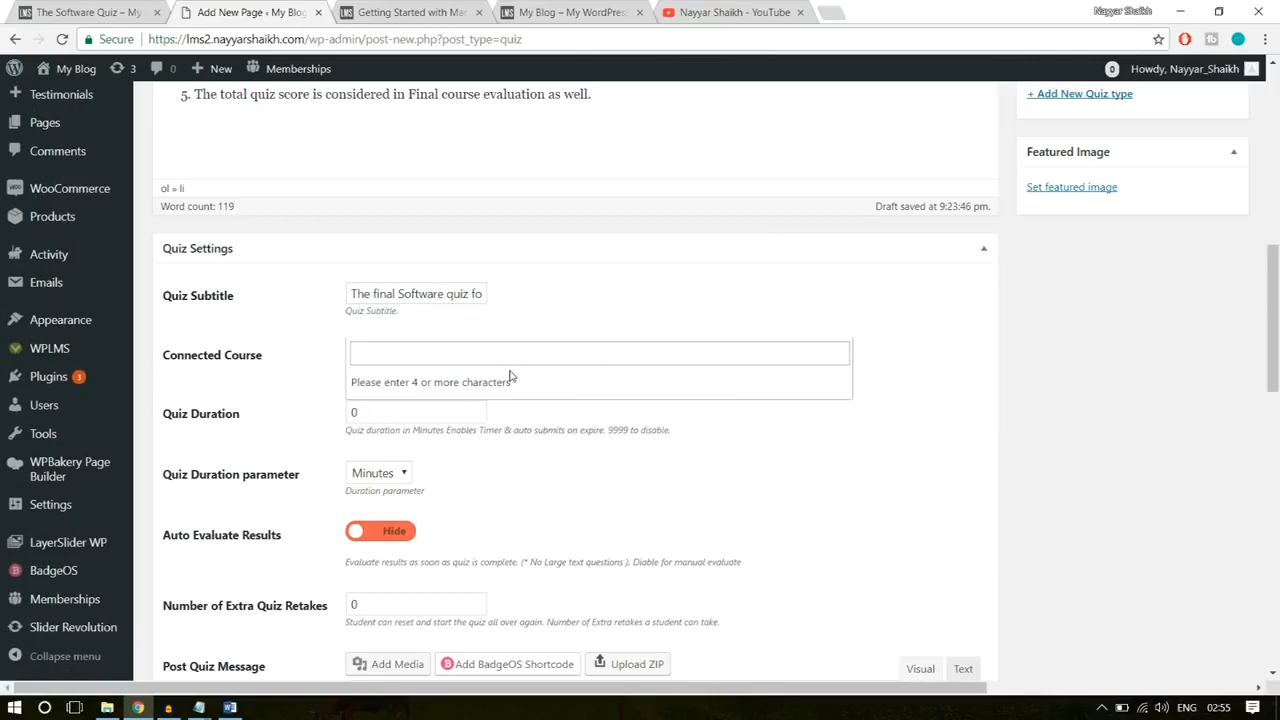 The Software Quiz – My
Add New Page ‹ My Blog
Getting Started with Mar
My Blog – My WordPress
Nayyar Shaikh - YouTube
Nayyar Shaikh
Secure
https://lms2.nayyarshaikh.com/wp-admin/post-new.php?post_type=quiz
My Blog
3
0
New
Memberships
0
Howdy, Nayyar_Shaikh
Testimonials
Pages
Comments
WooCommerce
Products
Activity
Emails
Appearance
WPLMS
Plugins 3
Users
Tools
WPBakery Page
Builder
Settings
LayerSlider WP
BadgeOS
Memberships
Slider Revolution
Collapse menu
5. The total quiz score is considered in Final course evaluation as well.
ol » li
Word count: 119
Draft saved at 9:23:46 pm.
Quiz Settings
Quiz Subtitle
The final Software quiz fo
Quiz Subtitle.
Connected Course
Please enter 4 or more characters
Quiz Duration
0
Quiz duration in Minutes Enables Timer & auto submits on expire. 9999 to disable.
Quiz Duration parameter
Minutes
Duration parameter
Auto Evaluate Results
Hide
Evaluate results as soon as quiz is complete. (* No Large text questions ), Diable for manual evaluate
Number of Extra Quiz Retakes
0
Student can reset and start the quiz all over again. Number of Extra retakes a student can take.
Post Quiz Message
Add Media
Add BadgeOS Shortcode
Upload ZIP
Visual
Text
+ Add New Quiz type
Featured Image
Set featured image
ENG
02:55